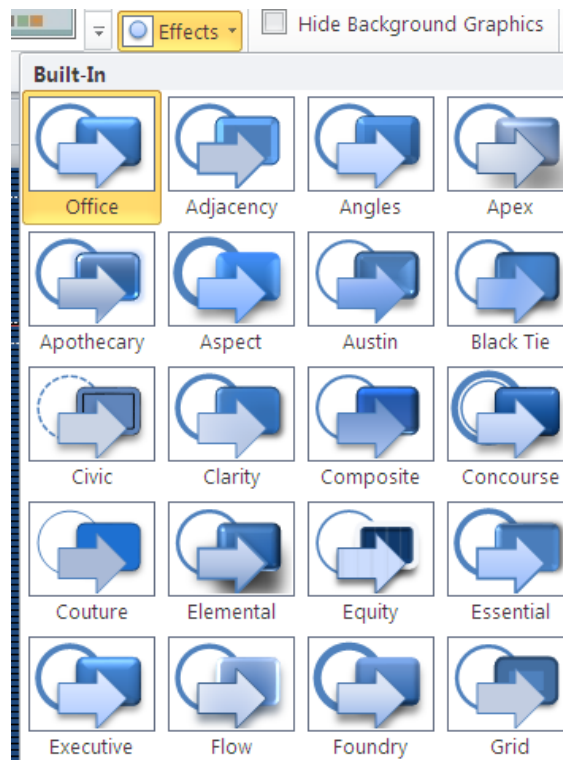 Effects Hide Background Graphics
Built-In
Office Adjacency Angles Apex
Apothecary Aspect Austin Black Tie
Civic Clarity Composite Concourse
Couture Elemental Equity Essential
Executive Flow Foundry Grid